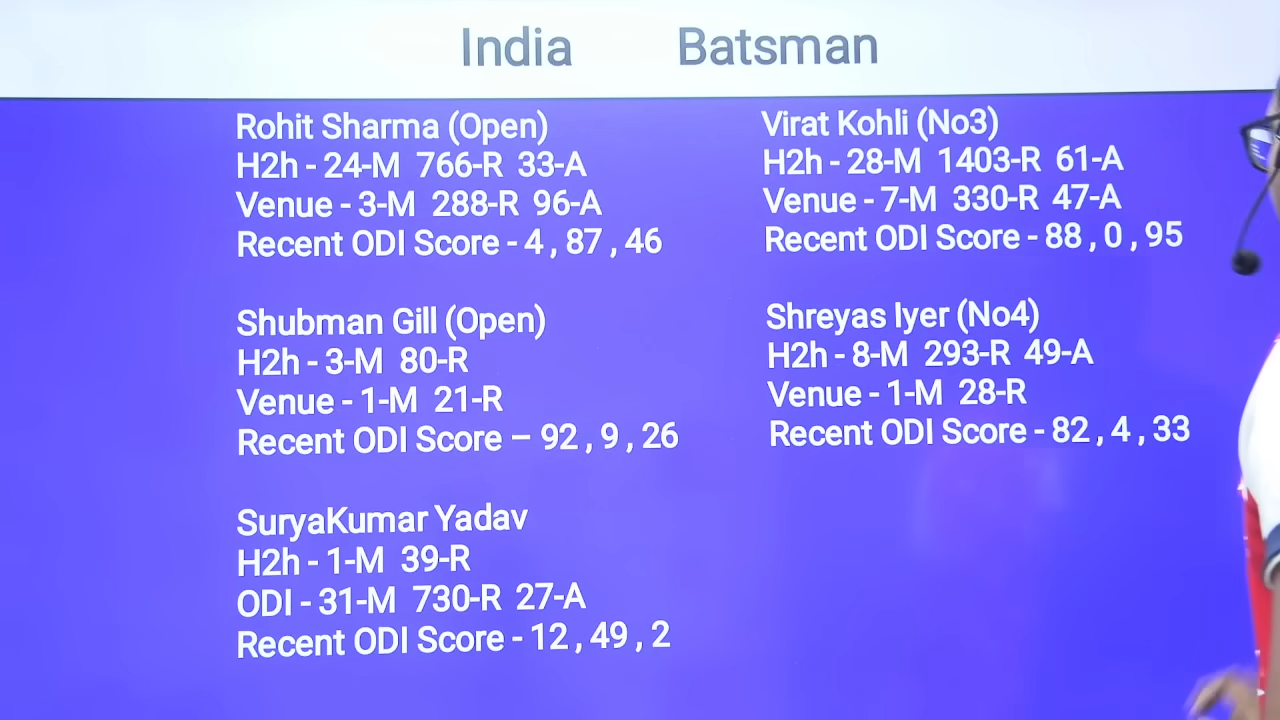 India Batsman
Rohit Sharma (Open)
H2h - 24-M 766-R 33-A
Venue - 3-M 288-R 96-A
Recent ODI Score - 4 , 87 , 46
Shubman Gill (Open)
H2h - 3-M 80-R
Venue - 1-M 21-R
Recent ODI Score – 92 , 9 , 26
SuryaKumar Yadav
H2h - 1-M 39-R
ODI - 31-M 730-R 27-A
Recent ODI Score - 12 , 49 , 2
Virat Kohli (No3)
H2h - 28-M 1403-R 61-A
Venue - 7-M 330-R 47-A
Recent ODI Score - 88 , 0 , 95
Shreyas Iyer (No4)
H2h - 8-M 293-R 49-A
Venue - 1-M 28-R
Recent ODI Score - 82 , 4 , 33